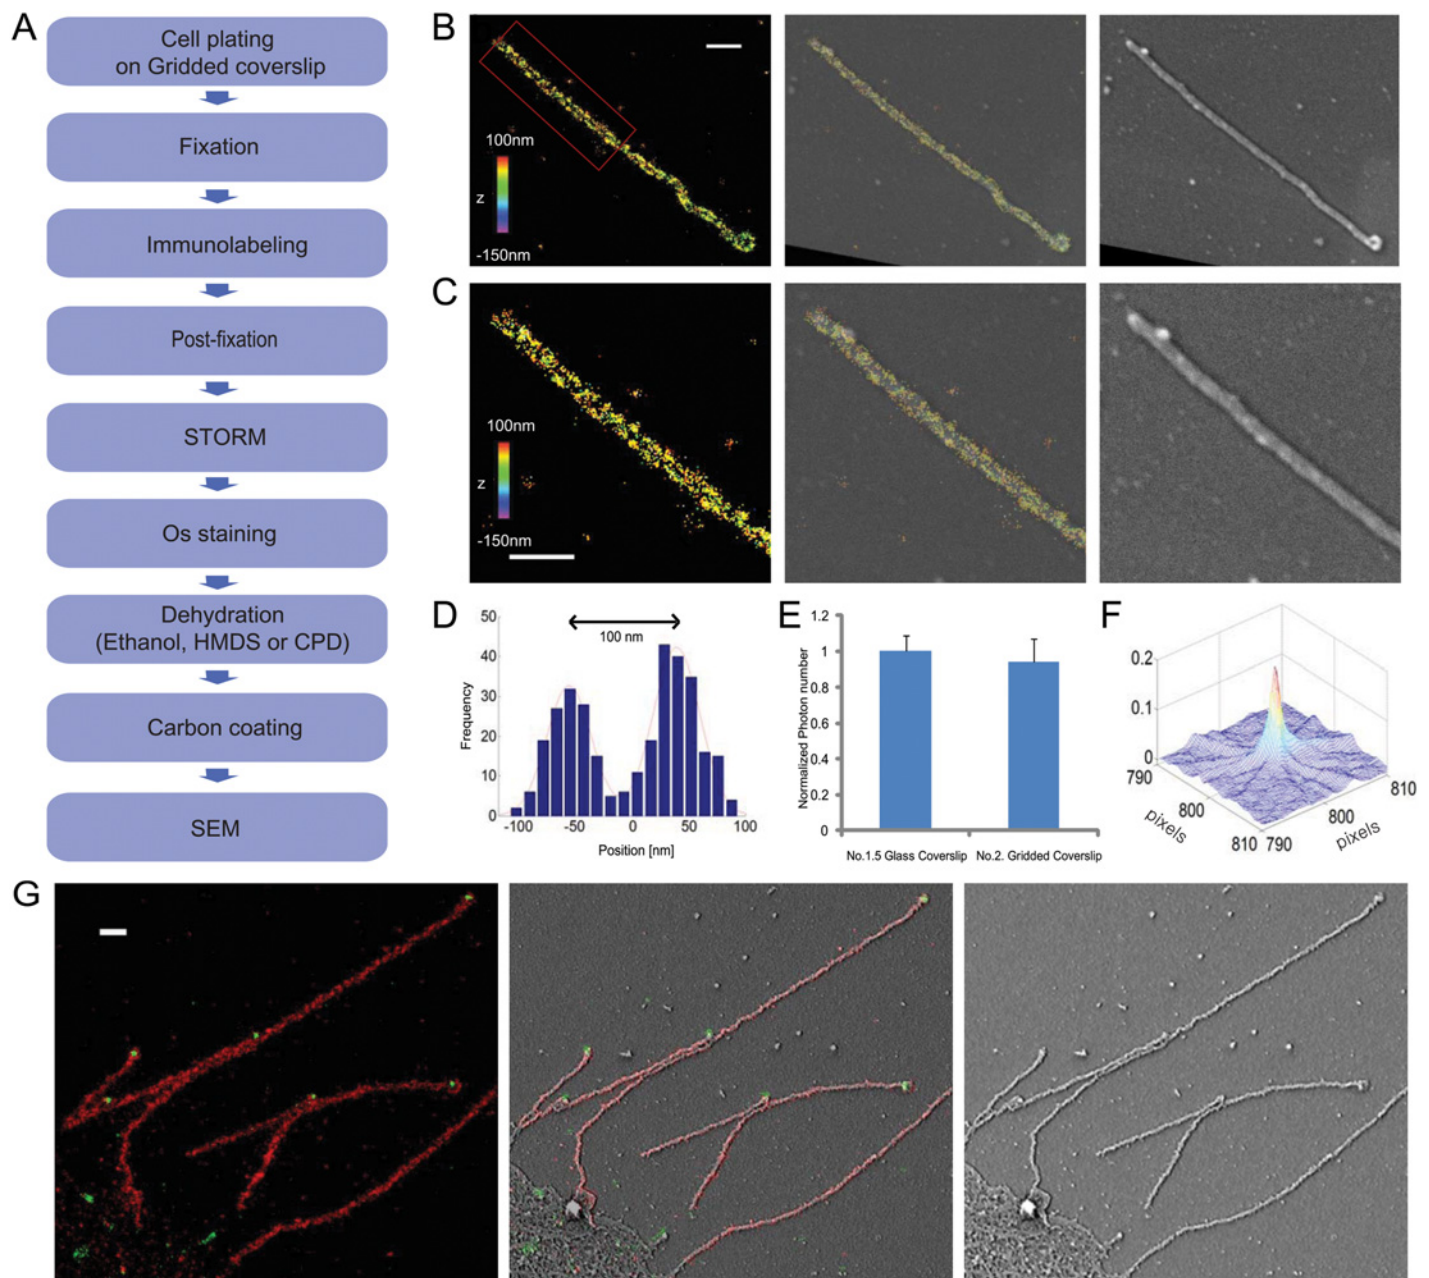 A
Cell plating
on Gridded coverslip
Fixation
Immunolabeling
Post-fixation
STORM
Os staining
Dehydration
(Ethanol, HMDS or CPD)
Carbon coating
SEM
B
100nm
z
-150nm
C
100nm
z
-150nm
D
50
40
30
20
10
0
Frequency
100 nm
-100
-50
0
50
100
Position [nm]
E
1.2
1
0.8
0.6
0.4
0.2
0
Normalized Photon number
No.1.5 Glass Coverslip
No.2. Gridded Coverslip
F
0.2
0.1
0
790
800
810
pixels
790
800
810
pixels
G